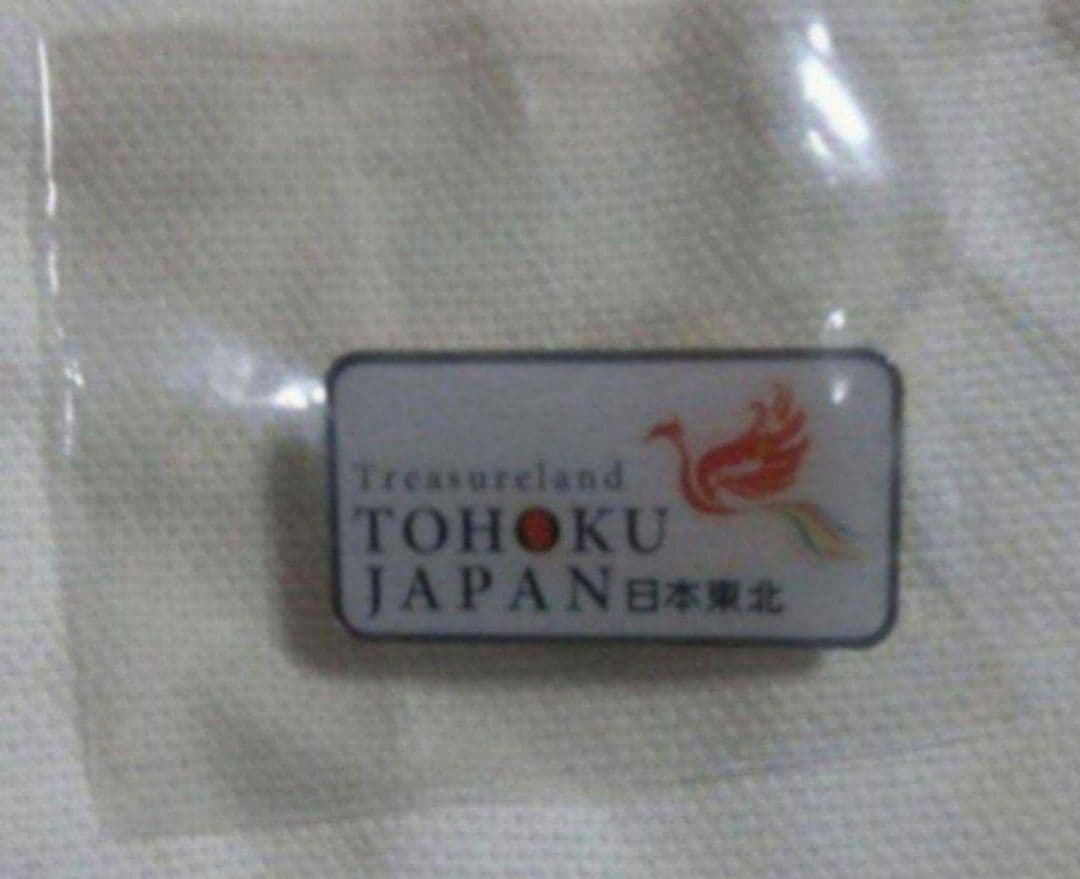 Treasureland
TOHOKU
JAPAN日本東北